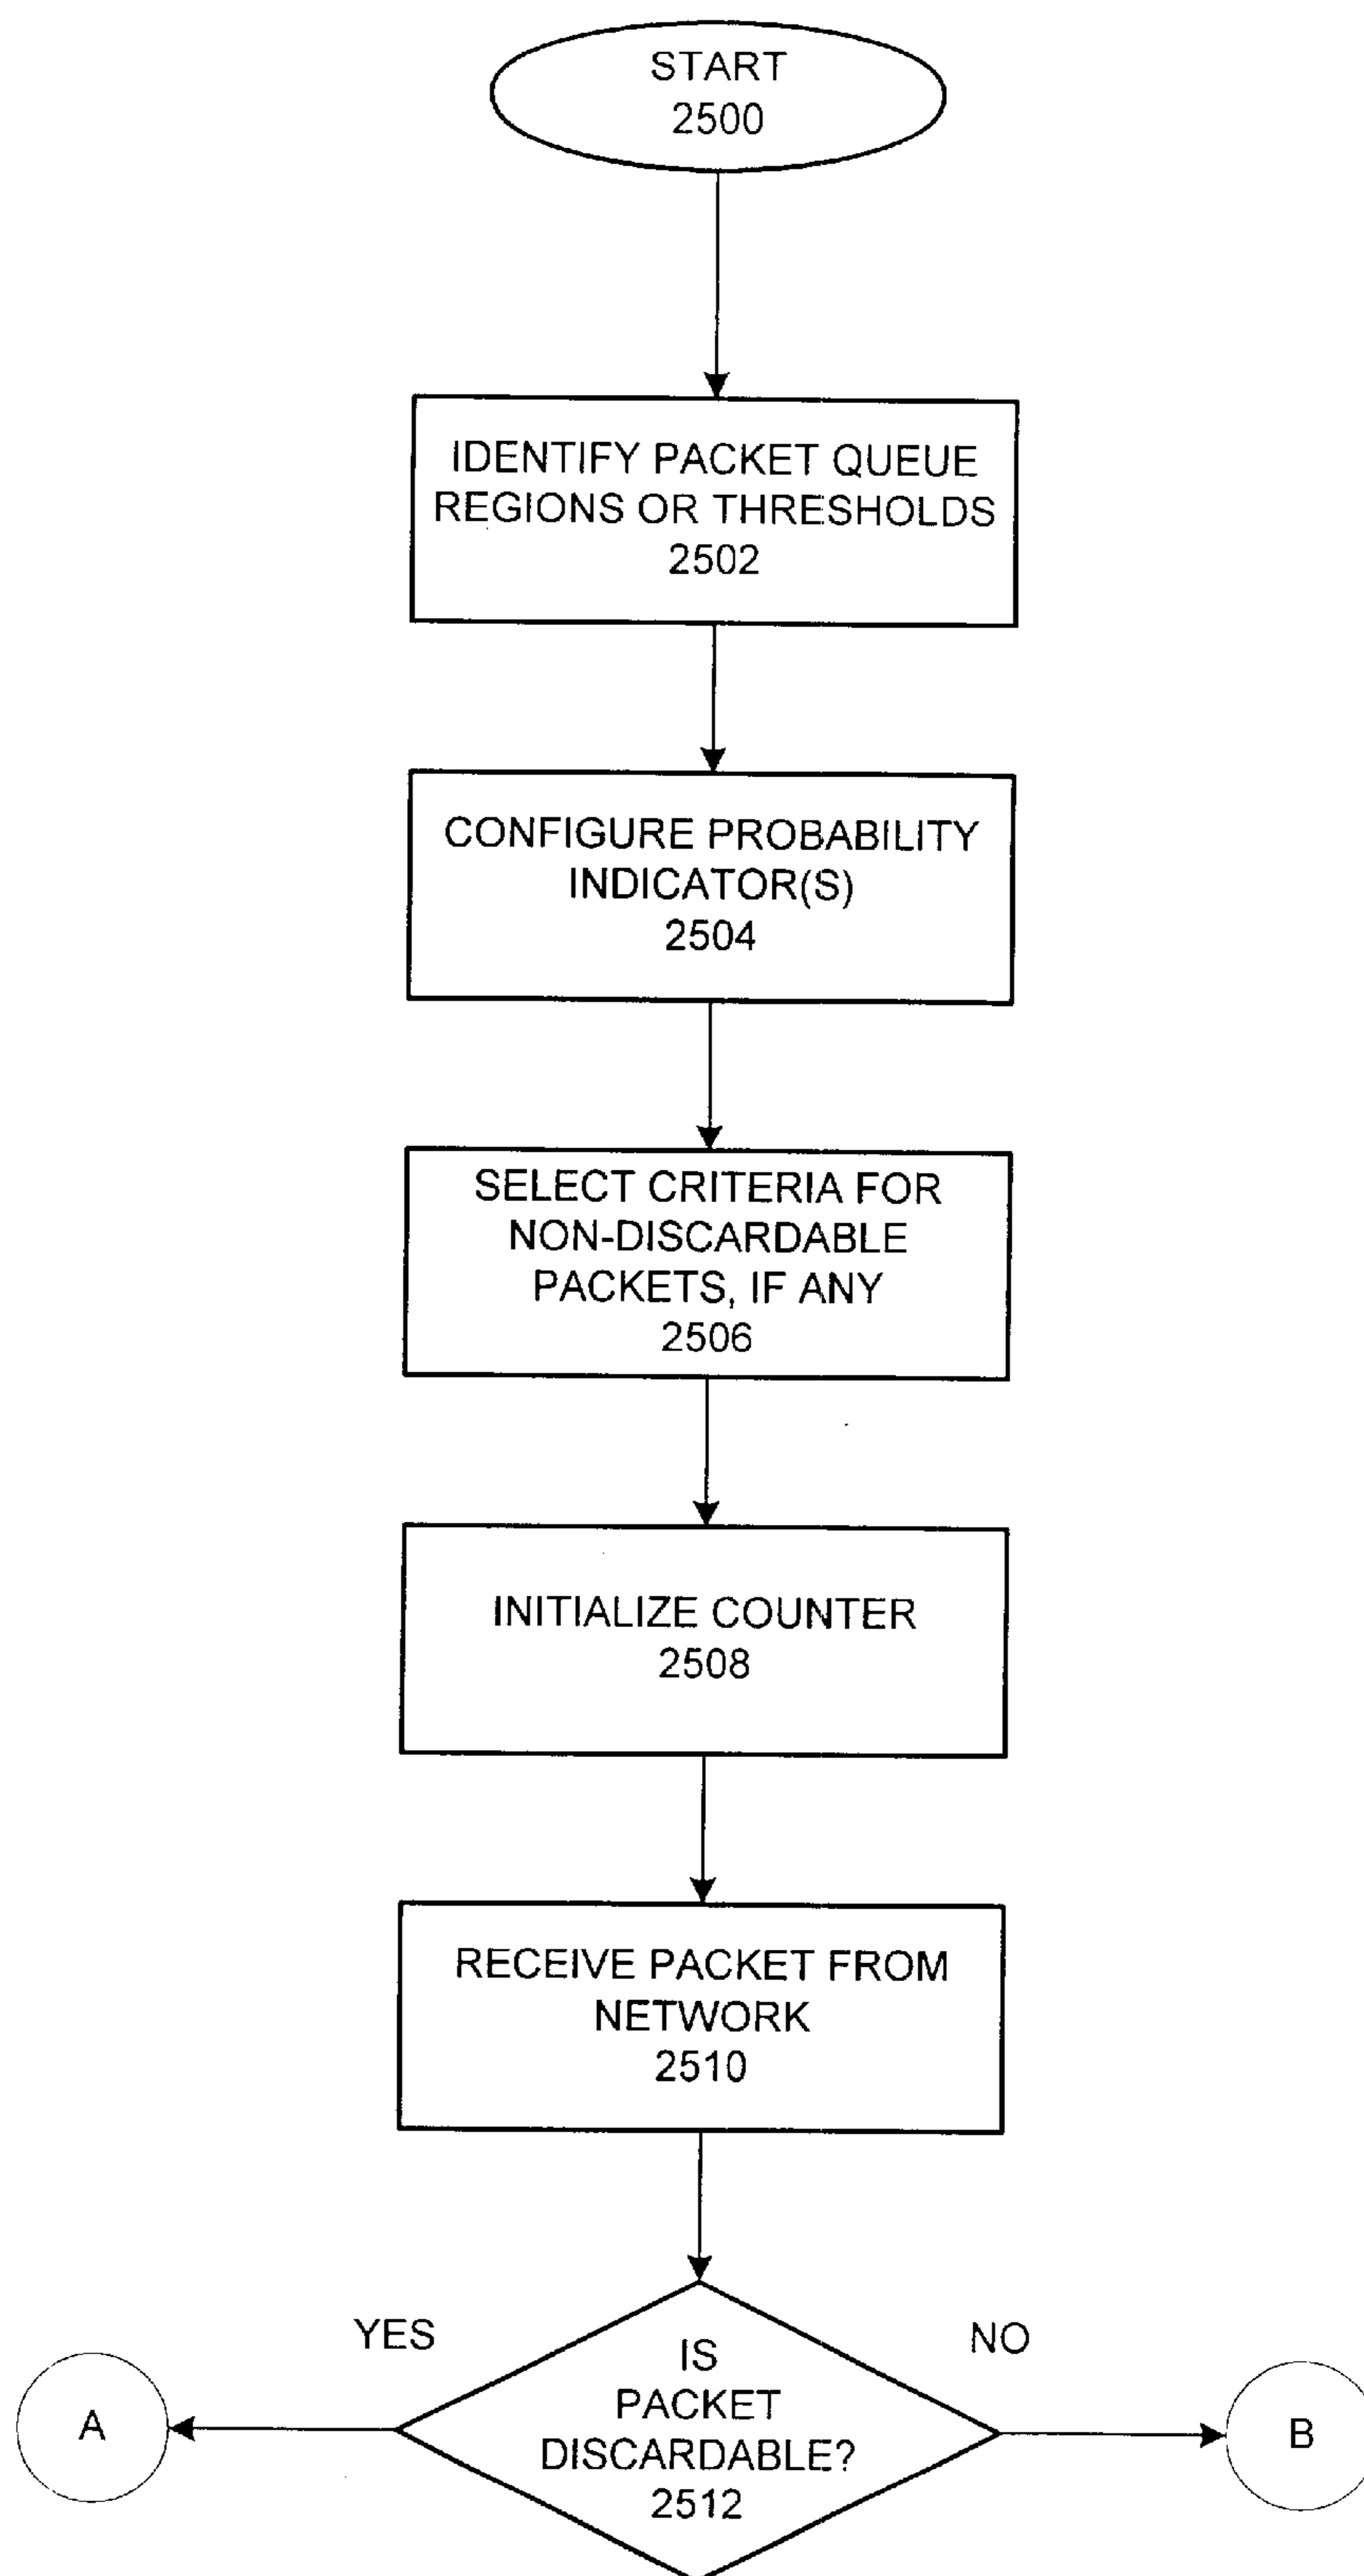 START
2500
IDENTIFY PACKET QUEUE
REGIONS OR THRESHOLDS
2502
CONFIGURE PROBABILITY
INDICATOR(S)
2504
SELECT CRITERIA FOR
NON-DISCARDABLE
PACKETS, IF ANY
2506
INITIALIZE COUNTER
2508
RECEIVE PACKET FROM
NETWORK
2510
YES
NO
IS
PACKET
DISCARDABLE?
2512
A
B